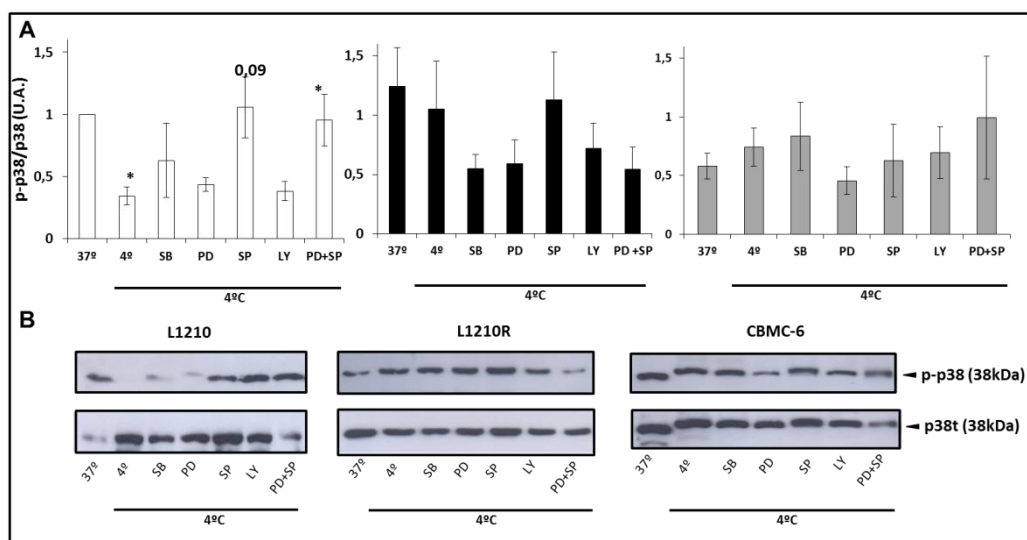 A
p-p38/p38 (U.A.)
1,5
1
0,5
0
0,09
*
*
37º 4º SB PD SP LY PD+SP
4ºC
1,5
1
0,5
0
37º 4º SB PD SP LY PD +SP
4ºC
1,5
1
0,5
0
37º 4º SB PD SP LY PD+SP
4ºC
B
L1210
L1210R
CBMC-6
p-p38 (38kDa)
p38t (38kDa)
37º 4º SB PD SP LY PD+SP
4ºC
37º 4º SB PD SP LY PD+SP
4ºC
37º 4º SB PD SP LY PD+SP
4ºC